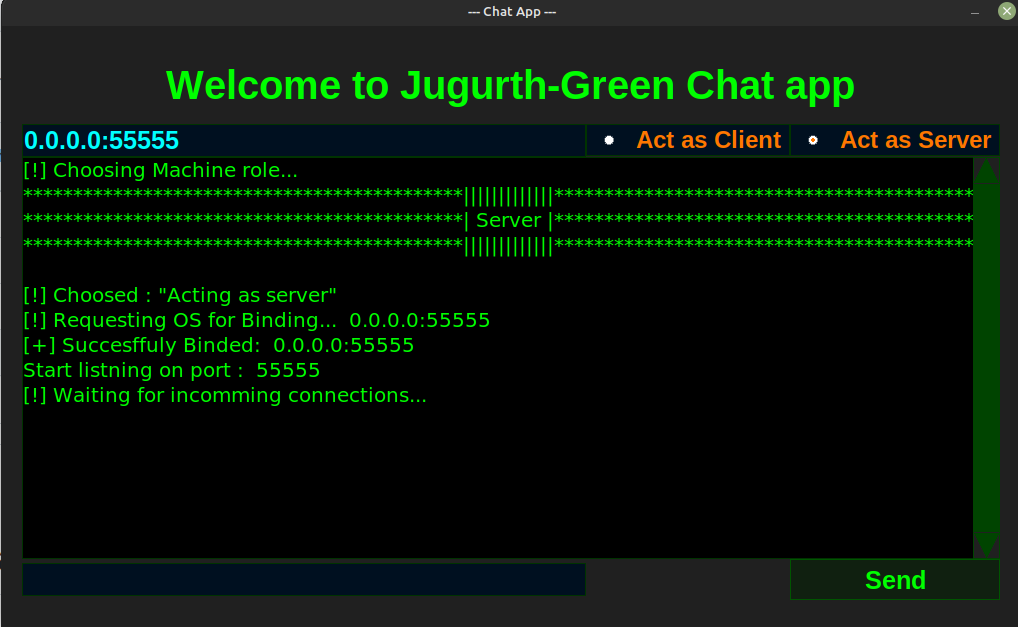 --- Chat App ---
Welcome to Jugurth-Green Chat app
0.0.0.0:55555 Act as Client Act as Server
[!] Choosing Machine role...
********************************************|||||||||||||||******************************************
********************************************| Server |******************************************
********************************************|||||||||||||||******************************************
[!] Choosed : "Acting as server"
[!] Requesting OS for Binding... 0.0.0.0:55555
[+] Succesffuly Binded: 0.0.0.0:55555
Start listning on port : 55555
[!] Waiting for incomming connections...
Send